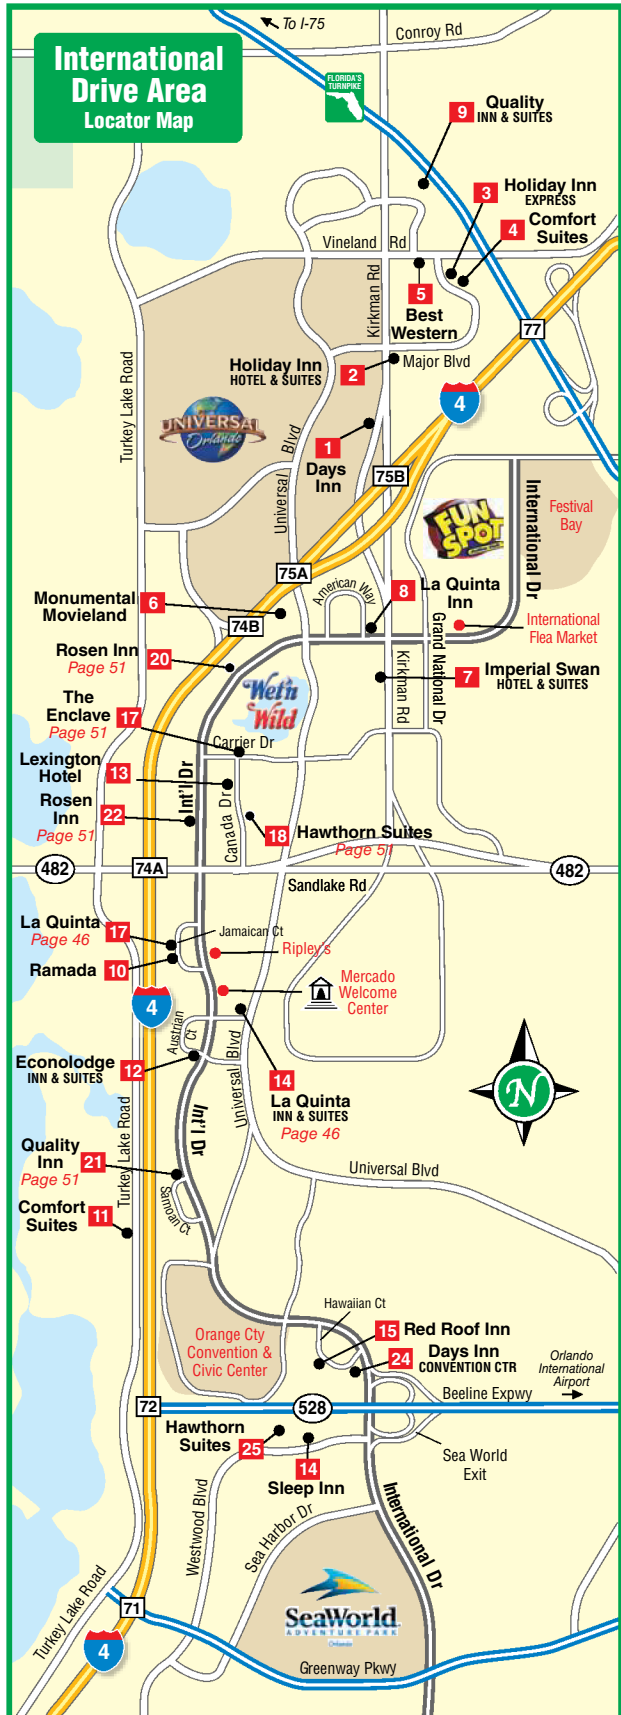 To I-75
Conroy Rd
International
Drive Area
Locator Map
FLORIDA'S
TURNPIKE
9 Quality
INN & SUITES
3 Holiday Inn
EXPRESS
4 Comfort
Suites
Vineland Rd
5
Best
Western
Kirkman Rd
77
Holiday Inn
HOTEL & SUITES
2
Major Blvd
4
Turkey Lake Road
UNIVERSAL
Orlando
Universal Blvd
1
Days
Inn
75B
FUN
SPOT
International Dr
Festival
Bay
75A
American Way
Monumental
Movieland
6
8 La Quinta
Inn
74B
International
Flea Market
Grand National Dr
Rosen Inn
Page 51
20
Kirkman Rd
7 Imperial Swan
HOTEL & SUITES
Wet'n
Wild
The
Enclave 17
Page 51
Carrier Dr
Lexington
Hotel
13
Int'l Dr
Canada Dr
Rosen
Inn
Page 51
22
18 Hawthorn Suites
Page 51
482
74A
482
Sandlake Rd
La Quinta
Page 46
17
Jamaican Ct
Ripley's
Ramada 10
Mercado
Welcome
Center
4
Austrian
Ct
Universal Blvd
Econolodge
INN & SUITES
12
14
La Quinta
INN & SUITES
Page 46
N
Turkey Lake Road
Int'l Dr
Quality
Inn
Page 51
21
Universal Blvd
Samoan Ct
Comfort
Suites
11
Hawaiian Ct
Orange Cty
Convention &
Civic Center
15 Red Roof Inn
24 Days Inn
CONVENTION CTR
Orlando
International
Airport
Beeline Expwy
72
528
Hawthorn
Suites
25
14
Sleep Inn
Sea World
Exit
Westwood Blvd
Sea Harbor Dr
International Dr
SeaWorld
ADVENTURE PARK
Orlando
Turkey Lake Road
71
4
Greenway Pkwy